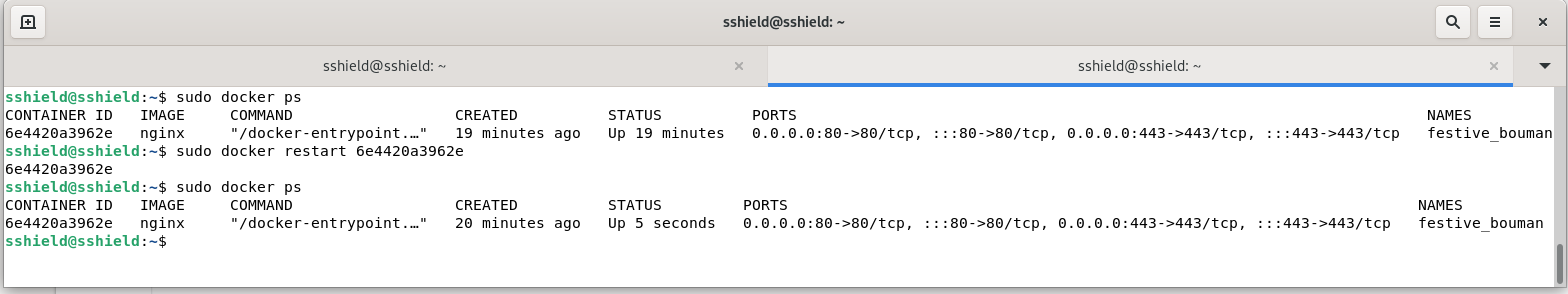 sshield@sshield: ~
sshield@sshield: ~
sshield@sshield: ~
sshield@sshield:~$ sudo docker ps
CONTAINER ID   IMAGE     COMMAND                  CREATED          STATUS          PORTS                                                                      NAMES
6e4420a3962e   nginx     "/docker-entrypoint.…"   19 minutes ago   Up 19 minutes   0.0.0.0:80->80/tcp, :::80->80/tcp, 0.0.0.0:443->443/tcp, :::443->443/tcp   festive_bouman
sshield@sshield:~$ sudo docker restart 6e4420a3962e
6e4420a3962e
sshield@sshield:~$ sudo docker ps
CONTAINER ID   IMAGE     COMMAND                  CREATED          STATUS         PORTS                                                                      NAMES
6e4420a3962e   nginx     "/docker-entrypoint.…"   20 minutes ago   Up 5 seconds   0.0.0.0:80->80/tcp, :::80->80/tcp, 0.0.0.0:443->443/tcp, :::443->443/tcp   festive_bouman
sshield@sshield:~$